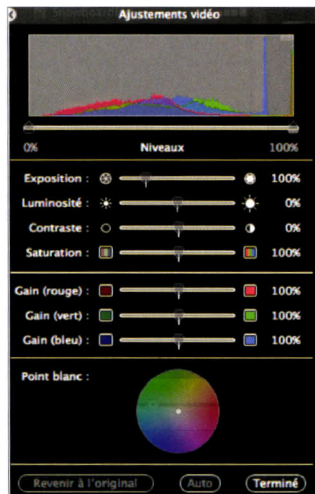 Ajustements vidéo
0% Niveaux 100%
Exposition : 100%
Luminosité : 0%
Contraste : 0%
Saturation : 100%
Gain (rouge) : 100%
Gain (vert) : 100%
Gain (bleu) : 100%
Point blanc :
Revenir à l'original Auto Terminé